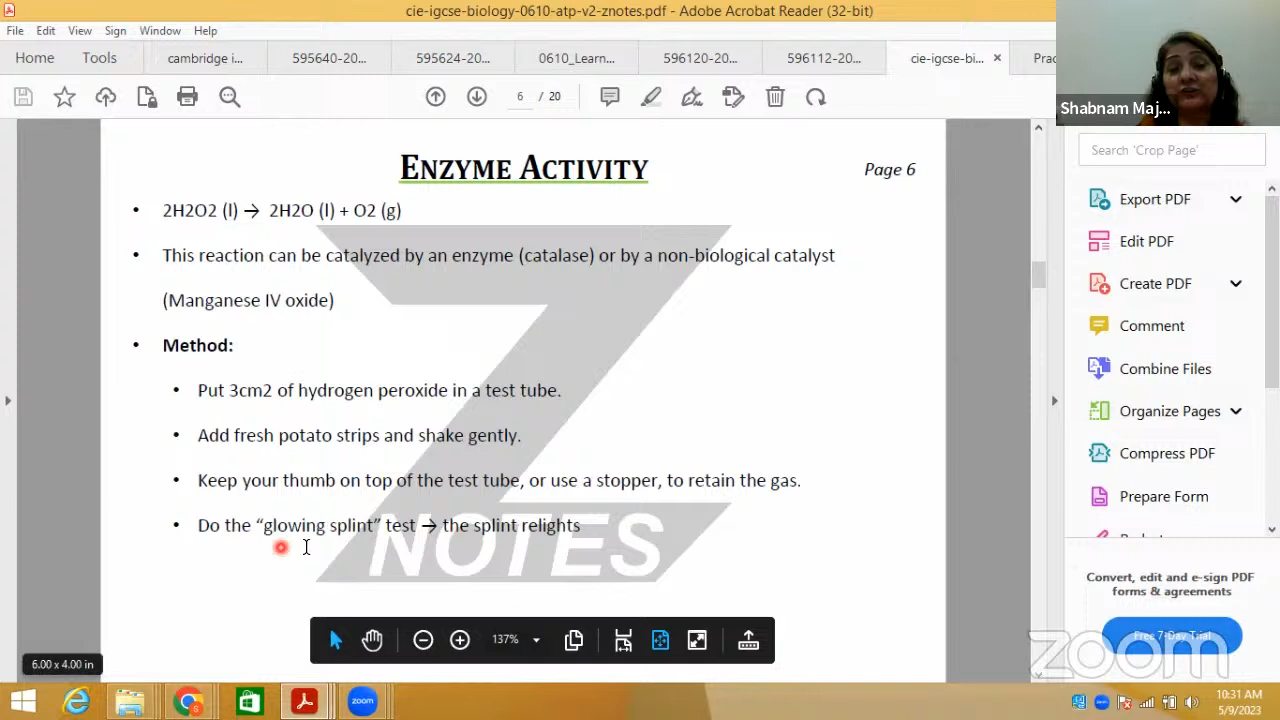 cie-igcse-biology-0610-atp-v2-znotes.pdf - Adobe Acrobat Reader (32-bit)
File Edit View Sign Window Help
Home Tools cambridge i... 595640-20... 595624-20... 0610_Learn... 596120-20... 596112-20... cie-igcse-bi... × Prac
6 / 20
Shabnam Maj...
Search 'Crop Page'
ENZYME ACTIVITY
Page 6
• 2H2O2 (l) → 2H2O (l) + O2 (g)
• This reaction can be catalyzed by an enzyme (catalase) or by a non-biological catalyst
(Manganese IV oxide)
• Method:
• Put 3cm2 of hydrogen peroxide in a test tube.
• Add fresh potato strips and shake gently.
• Keep your thumb on top of the test tube, or use a stopper, to retain the gas.
• Do the “glowing splint” test → the splint relights
Z
NOTES
137%
6.00 x 4.00 in
Export PDF
Edit PDF
Create PDF
Comment
Combine Files
Organize Pages
Compress PDF
Prepare Form
Convert, edit and e-sign PDF
forms & agreements
Free 7-Day Trial
zoom
zoom
10:31 AM
5/9/2023